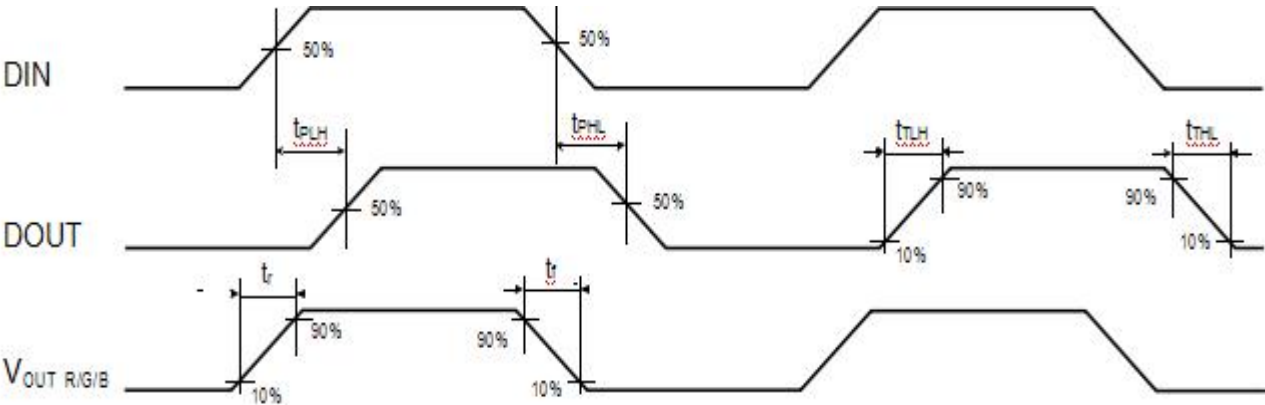 50%
50%
DIN
tPLH
tPHL
tTLH
tTHL
50%
50%
90%
90%
DOUT
10%
10%
tr
tf
90%
90%
VOUT R/G/B
10%
10%